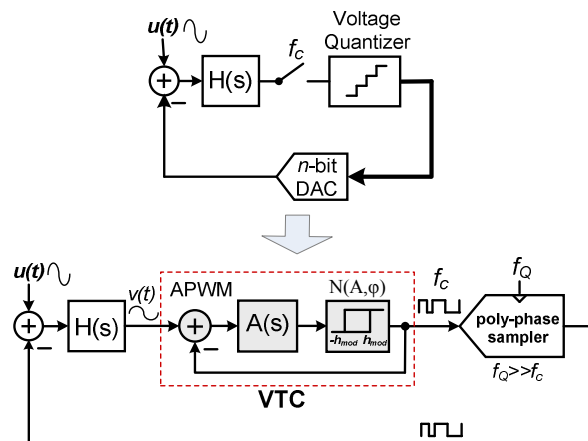 Voltage
Quantizer
u(t)
f_c
+
H(s)
−
n-bit
DAC
APWM
N(A,φ)
f_c
f_Q
u(t)
v(t)
+
H(s)
+
A(s)
-h_mod h_mod
poly-phase
sampler
−
−
f_Q>>f_c
VTC